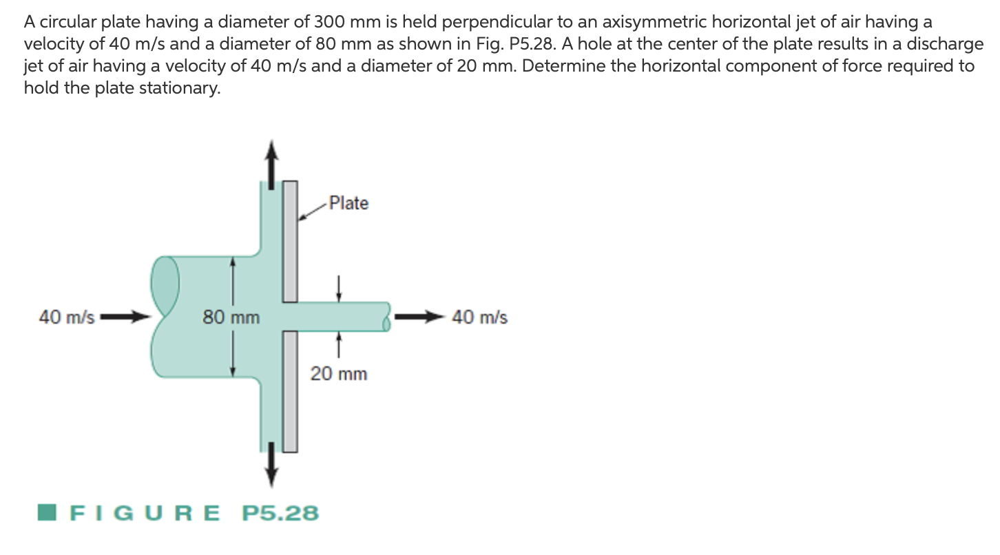 A circular plate having a diameter of 300 mm is held perpendicular to an axisymmetric horizontal jet of air having a
velocity of 40 m/s and a diameter of 80 mm as shown in Fig. P5.28. A hole at the center of the plate results in a discharge
jet of air having a velocity of 40 m/s and a diameter of 20 mm. Determine the horizontal component of force required to
hold the plate stationary.
Plate
40 m/s
80 mm
40 m/s
20 mm
FIGURE P5.28